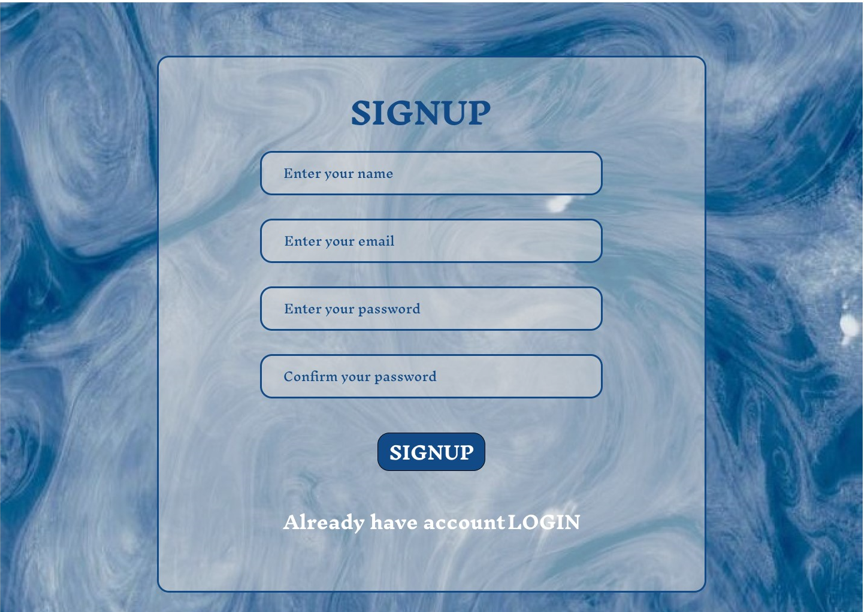 SIGNUP
Enter your name
Enter your email
Enter your password
Confirm your password
SIGNUP
Already have account LOGIN